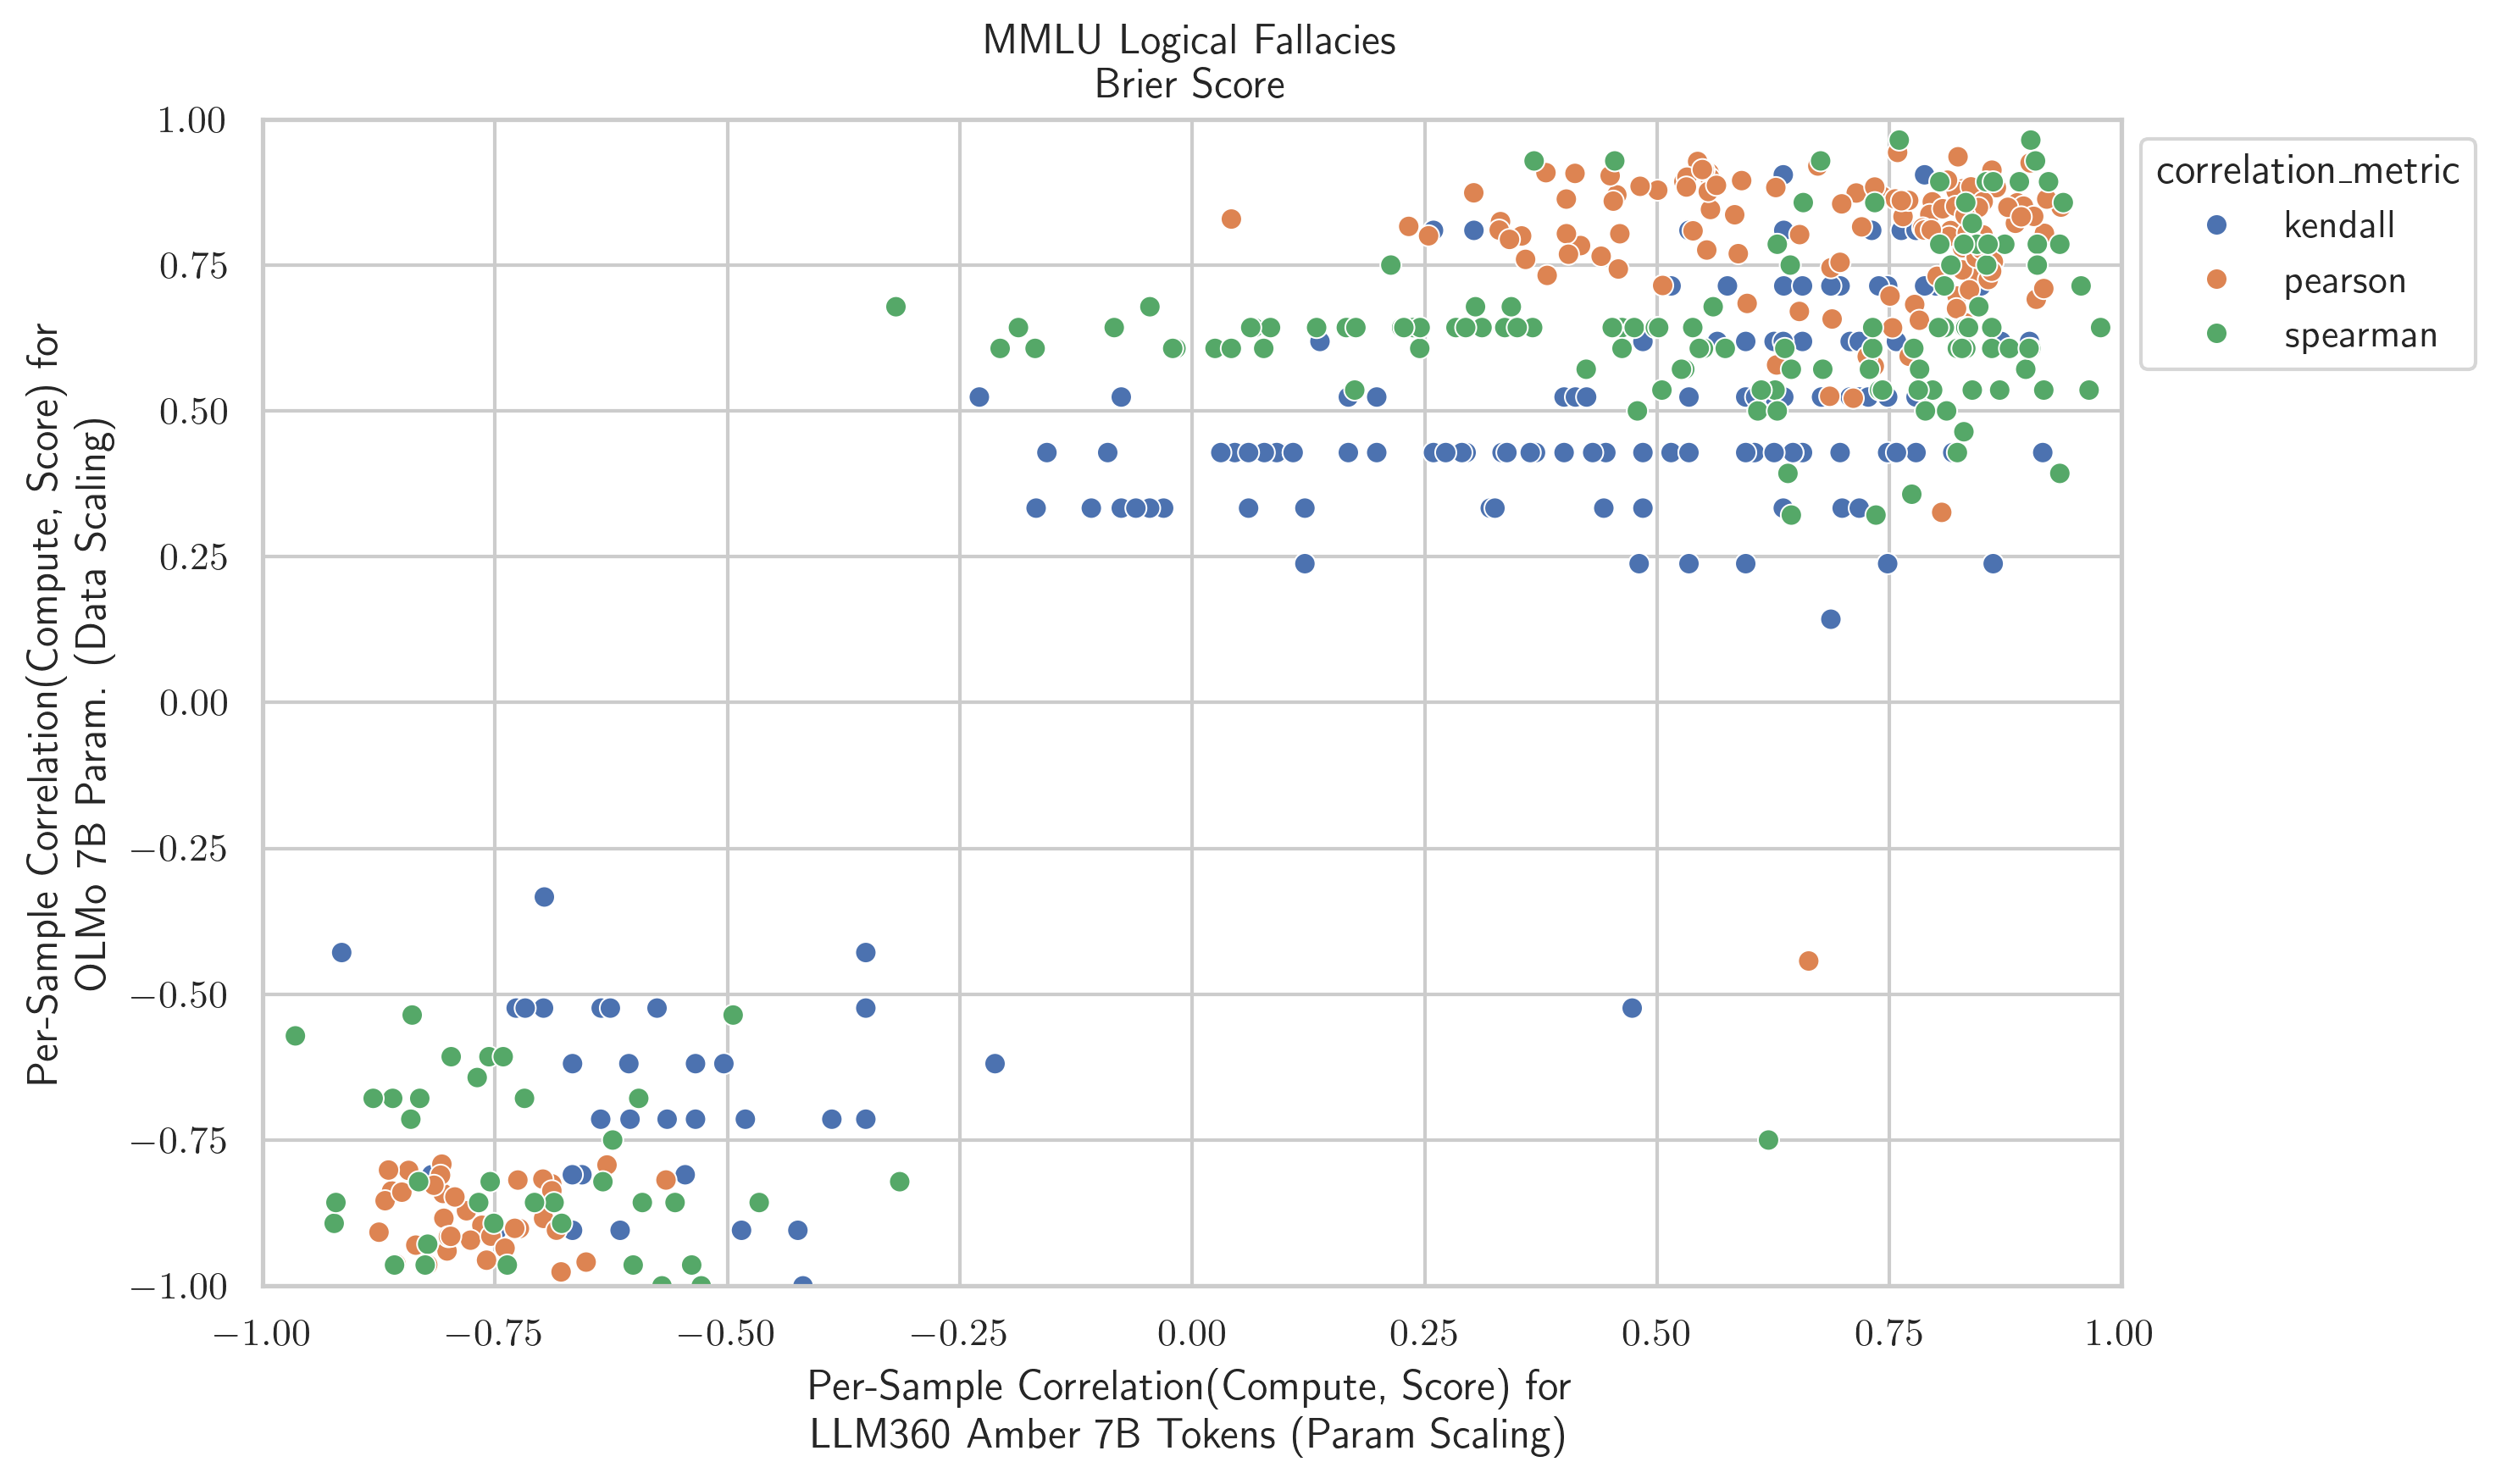 MMLU Logical Fallacies
Brier Score
Per-Sample Correlation(Compute, Score) for
OLMo 7B Param. (Data Scaling)
1.00
0.75
0.50
0.25
0.00
−0.25
−0.50
−0.75
−1.00
−1.00 −0.75 −0.50 −0.25 0.00 0.25 0.50 0.75 1.00
Per-Sample Correlation(Compute, Score) for
LLM360 Amber 7B Tokens (Param Scaling)
correlation_metric
kendall
pearson
spearman